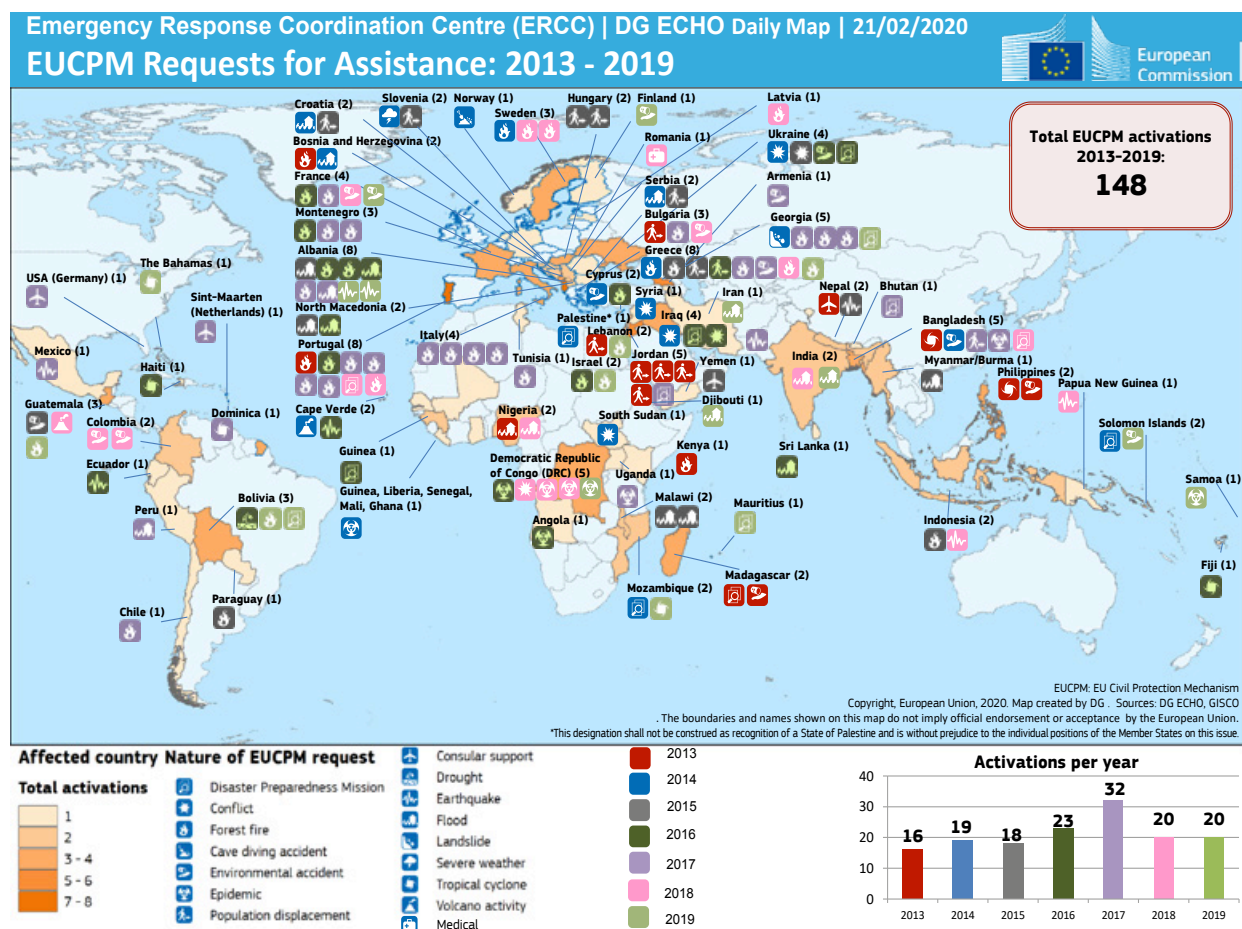 Emergency Response Coordination Centre (ERCC) | DG ECHO Daily Map | 21/02/2020
EUCPM Requests for Assistance: 2013 - 2019
European
Commission
Total EUCPM activations
2013-2019:
148
Croatia (2)
Slovenia (2)
Norway (1)
Sweden (3)
Hungary (2)
Finland (1)
Latvia (1)
Bosnia and Herzegovina (2)
Romania (1)
Ukraine (4)
France (4)
Serbia (2)
Armenia (1)
Montenegro (3)
Bulgaria (3)
Georgia (5)
Albania (8)
Greece (8)
The Bahamas (1)
USA (Germany) (1)
Sint-Maarten
(Netherlands) (1)
Cyprus (2)
Syria (1)
Iran (1)
Nepal (2)
Bhutan (1)
North Macedonia (2)
Palestine* (1)
Iraq (4)
Bangladesh (5)
Portugal (8)
Italy(4)
Lebanon (2)
Mexico (1)
Haiti (1)
Tunisia (1)
Israel (2)
Jordan (5)
Yemen (1)
India (2)
Myanmar/Burma (1)
Philippines (2)
Papua New Guinea (1)
Guatemala (3)
Colombia (2)
Dominica (1)
Cape Verde (2)
Nigeria (2)
South Sudan (1)
Djibouti (1)
Solomon Islands (2)
Ecuador (1)
Guinea (1)
Democratic Republic
of Congo (DRC) (5)
Kenya (1)
Sri Lanka (1)
Uganda (1)
Samoa (1)
Bolivia (3)
Guinea, Liberia, Senegal,
Mali, Ghana (1)
Malawi (2)
Mauritius (1)
Peru (1)
Angola (1)
Indonesia (2)
Fiji (1)
Mozambique (2)
Madagascar (2)
Chile (1)
Paraguay (1)
EUCPM: EU Civil Protection Mechanism
Copyright, European Union, 2020. Map created by DG . Sources: DG ECHO, GISCO
. The boundaries and names shown on this map do not imply official endorsement or acceptance by the European Union.
*This designation shall not be construed as recognition of a State of Palestine and is without prejudice to the individual positions of the Member States on this issue.
Affected country
Total activations
1
2
3 - 4
5 - 6
7 - 8
Nature of EUCPM request
Disaster Preparedness Mission
Conflict
Forest fire
Cave diving accident
Environmental accident
Epidemic
Population displacement
Consular support
Drought
Earthquake
Flood
Landslide
Severe weather
Tropical cyclone
Volcano activity
Medical
2013
2014
2015
2016
2017
2018
2019
Activations per year
40
30
20
10
0
16
19
18
23
32
20
20
2013 2014 2015 2016 2017 2018 2019